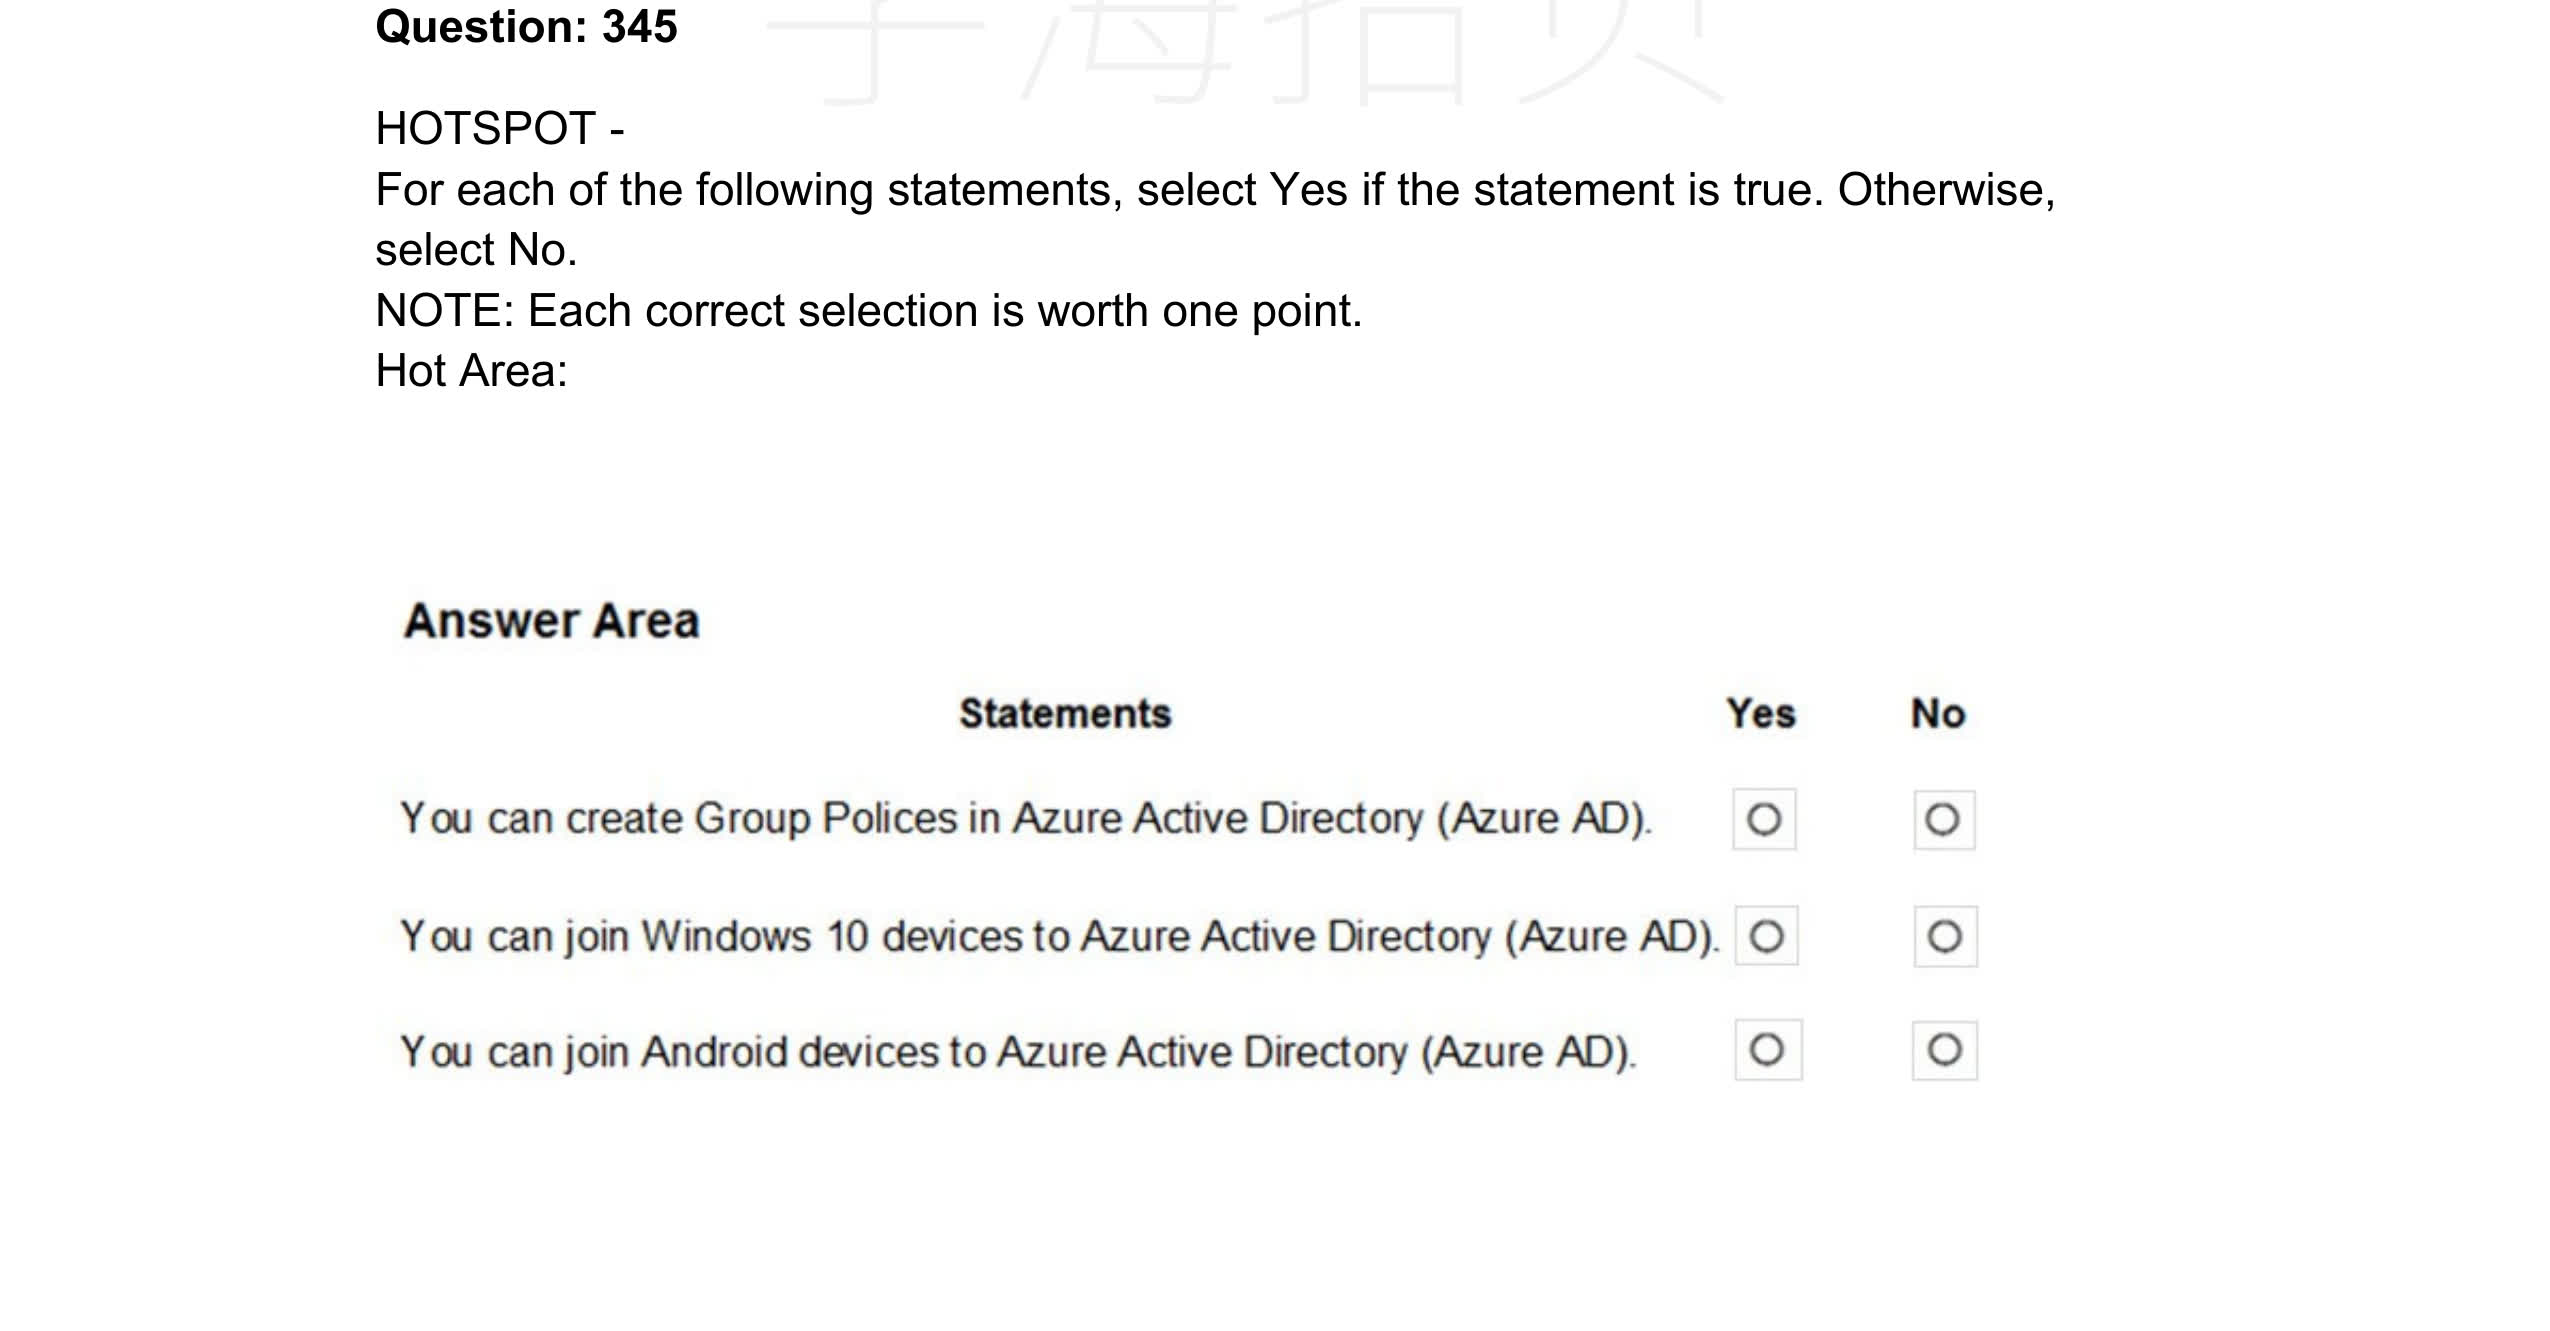 Question: 345
HOTSPOT -
For each of the following statements, select Yes if the statement is true. Otherwise,
select No.
NOTE: Each correct selection is worth one point.
Hot Area:
Answer Area
Statements Yes No
You can create Group Polices in Azure Active Directory (Azure AD).
You can join Windows 10 devices to Azure Active Directory (Azure AD).
You can join Android devices to Azure Active Directory (Azure AD).